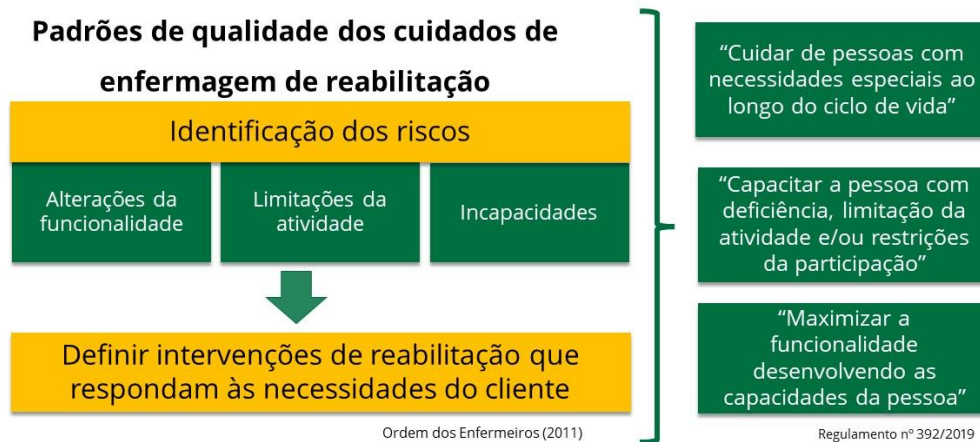 Padrões de qualidade dos cuidados de
enfermagem de reabilitação
Identificação dos riscos
Alterações da
funcionalidade
Limitações da
atividade
Incapacidades
Definir intervenções de reabilitação que
respondam às necessidades do cliente
Ordem dos Enfermeiros (2011)
“Cuidar de pessoas com
necessidades especiais ao
longo do ciclo de vida”
“Capacitar a pessoa com
deficiência, limitação da
atividade e/ou restrições
da participação”
“Maximizar a
funcionalidade
desenvolvendo as
capacidades da pessoa”
Regulamento nº 392/2019